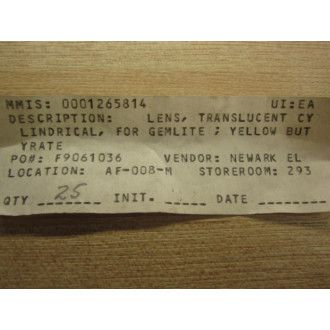 MMIS: 0001265814 UI:EA
DESCRIPTION: LENS, TRANSLUCENT CY
LINDRICAL, FOR GEMLITE ; YELLOW BUT
YRATE
PO#: F9061036 VENDOR: NEWARK EL
LOCATION: AF-008-M STOREROOM: 293
QTY 25 INIT. DATE